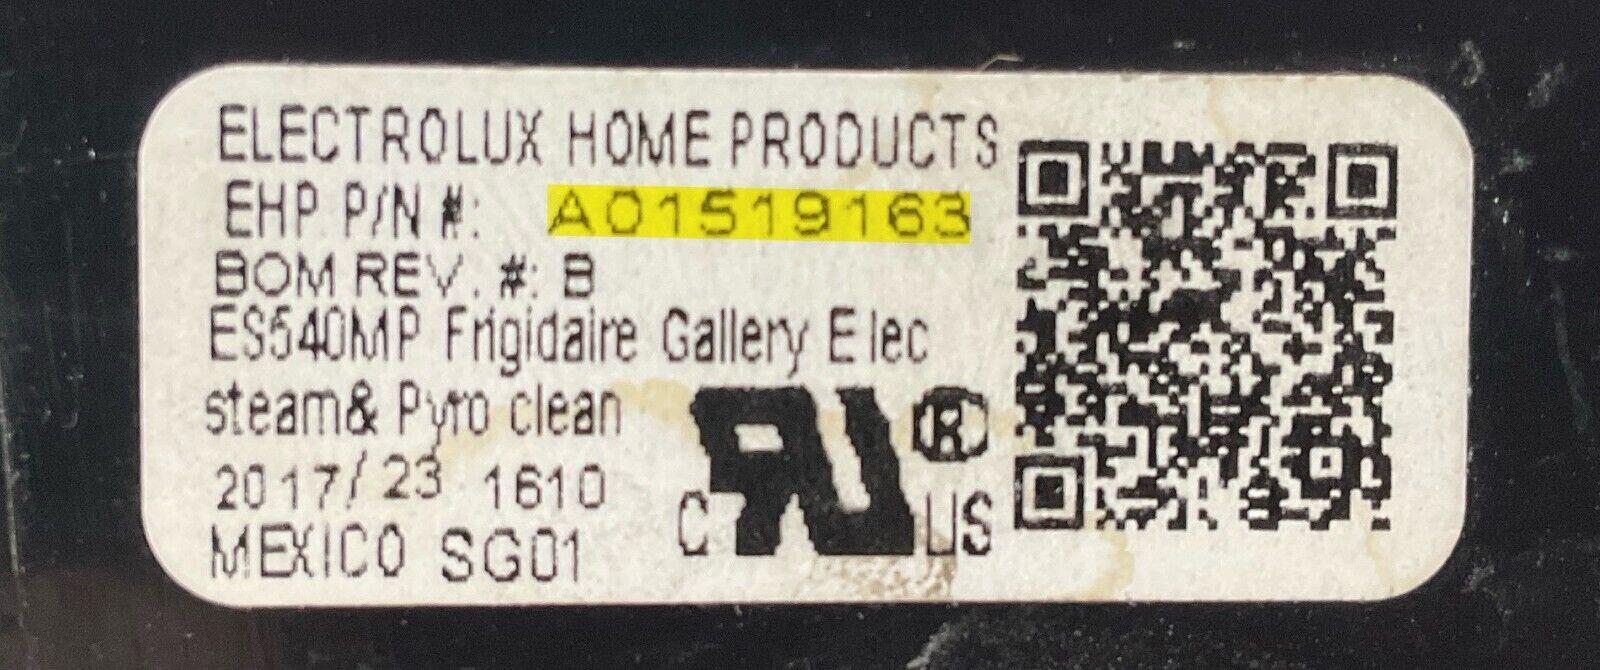 ELECTROLUX HOME PRODUCTS
EHP P/N #: A01519163
BOM REV. #: B
ES540MP Frigidaire Gallery Elec
steam& Pyro clean
2017/23 1610
MEXICO SG01
C RU US ®